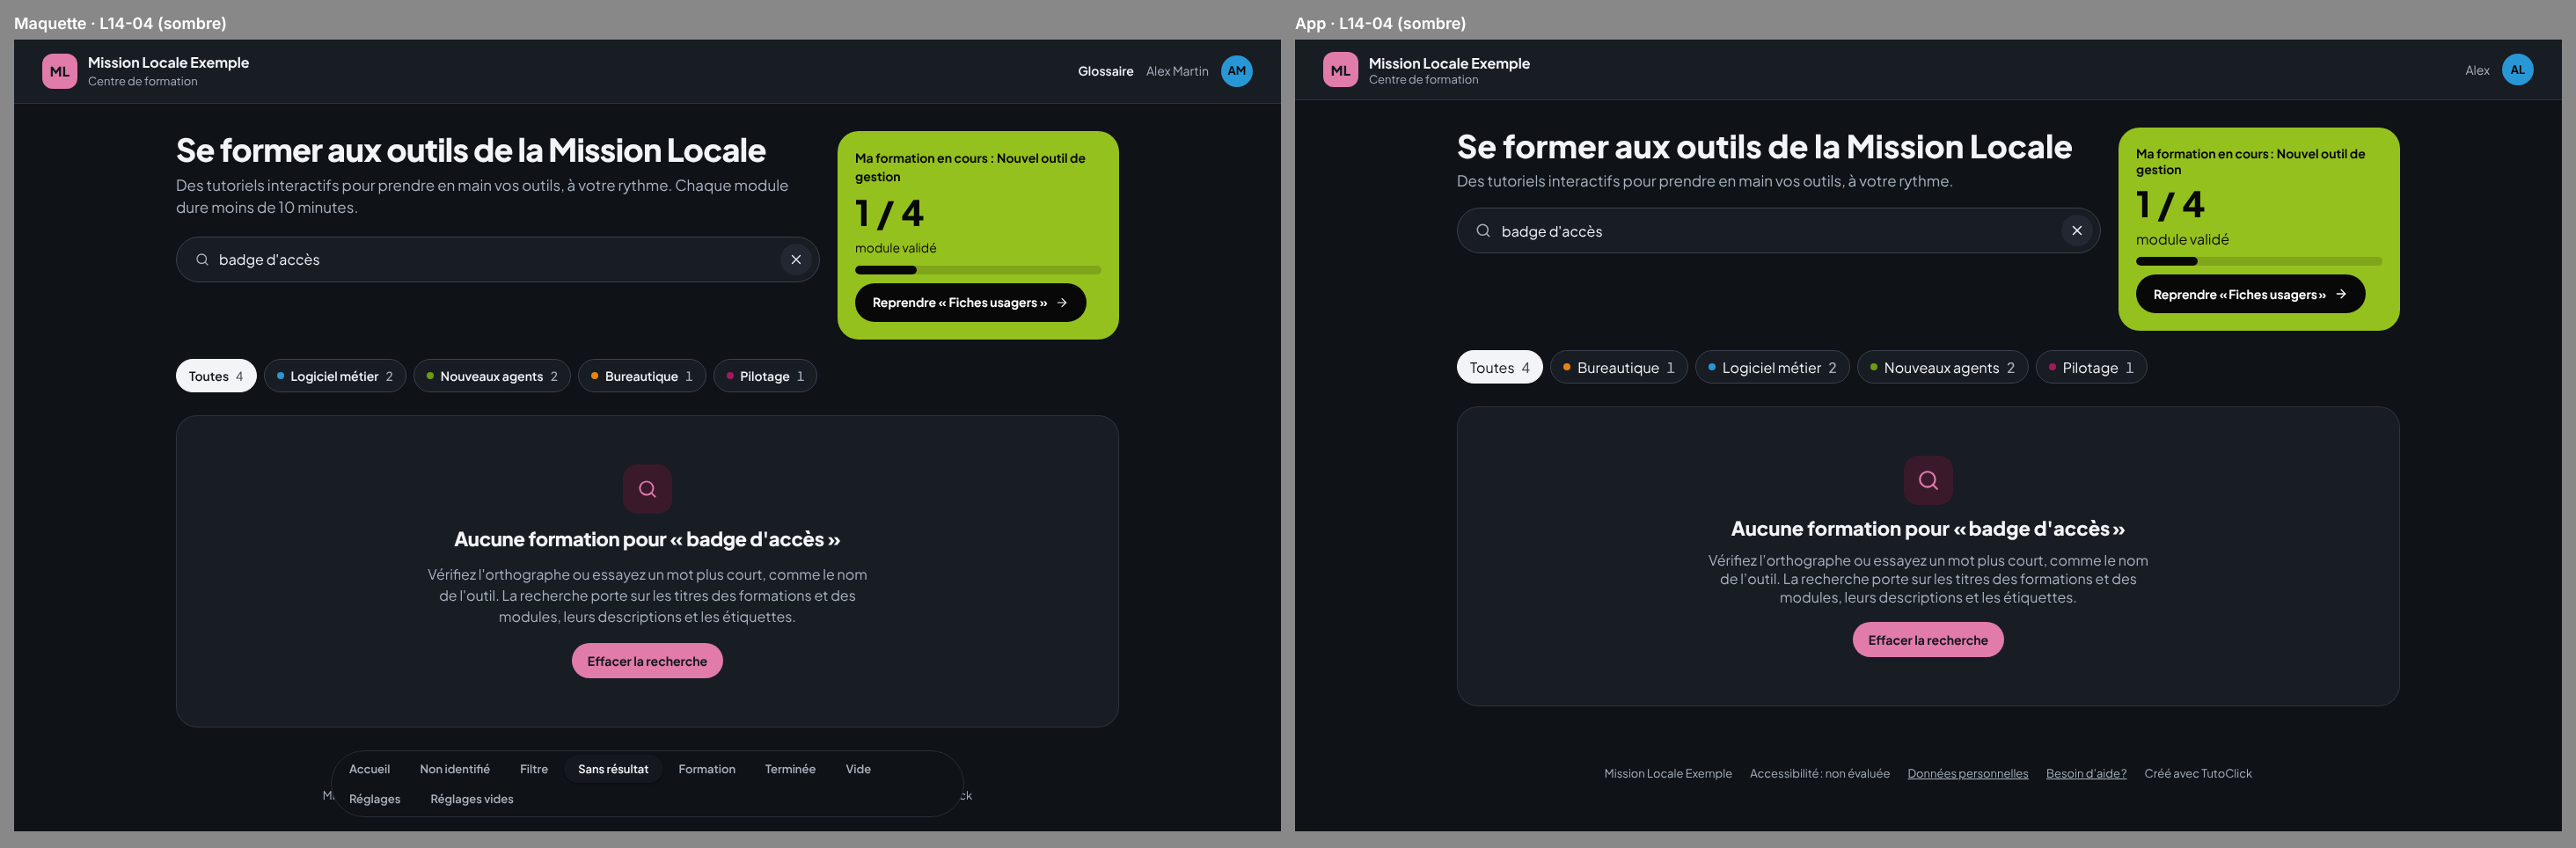 Maquette · L14-04 (sombre)
ML
Mission Locale Exemple
Centre de formation
Glossaire
Alex Martin
AM
Se former aux outils de la Mission Locale
Des tutoriels interactifs pour prendre en main vos outils, à votre rythme. Chaque module
dure moins de 10 minutes.
badge d'accès
Ma formation en cours : Nouvel outil de
gestion
1 / 4
module validé
Reprendre « Fiches usagers »
Toutes 4
Logiciel métier 2
Nouveaux agents 2
Bureautique 1
Pilotage 1
Aucune formation pour « badge d'accès »
Vérifiez l'orthographe ou essayez un mot plus court, comme le nom
de l'outil. La recherche porte sur les titres des formations et des
modules, leurs descriptions et les étiquettes.
Effacer la recherche
Accueil
Non identifié
Filtre
Sans résultat
Formation
Terminée
Vide
Réglages
Réglages vides
App · L14-04 (sombre)
ML
Mission Locale Exemple
Centre de formation
Alex
AL
Se former aux outils de la Mission Locale
Des tutoriels interactifs pour prendre en main vos outils, à votre rythme.
badge d'accès
Ma formation en cours : Nouvel outil de
gestion
1 / 4
module validé
Reprendre « Fiches usagers »
Toutes 4
Bureautique 1
Logiciel métier 2
Nouveaux agents 2
Pilotage 1
Aucune formation pour « badge d'accès »
Vérifiez l'orthographe ou essayez un mot plus court, comme le nom
de l'outil. La recherche porte sur les titres des formations et des
modules, leurs descriptions et les étiquettes.
Effacer la recherche
Mission Locale Exemple
Accessibilité : non évaluée
Données personnelles
Besoin d'aide ?
Créé avec TutoClick